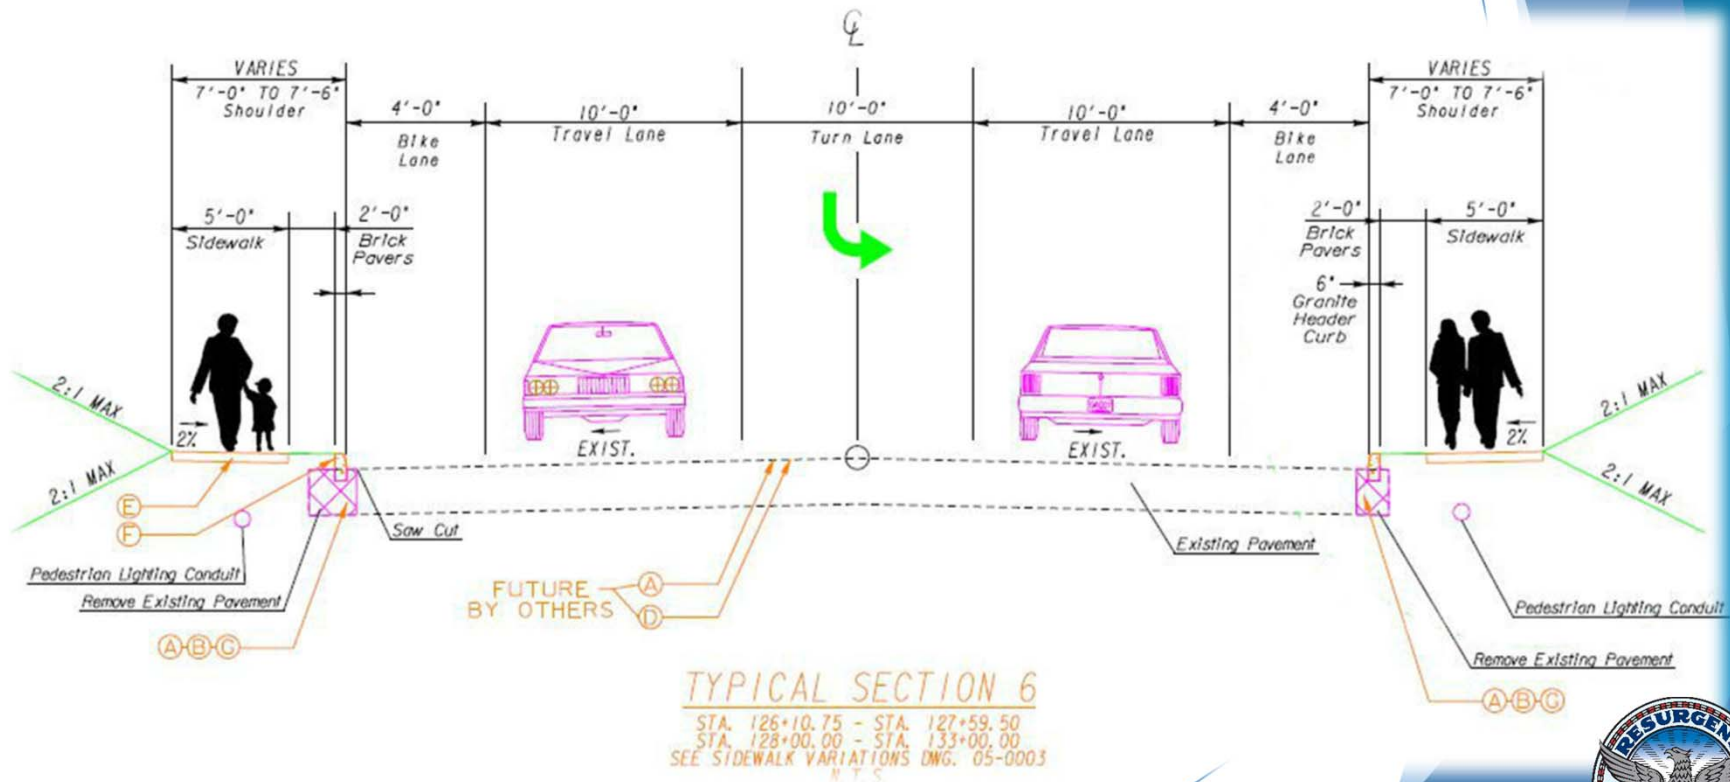 ℄
VARIES
7'-0" TO 7'-6"
Shoulder
4'-0"
Bike
Lane
10'-0"
Travel Lane
10'-0"
Turn Lane
10'-0"
Travel Lane
4'-0"
Bike
Lane
VARIES
7'-0" TO 7'-6"
Shoulder
5'-0"
Sidewalk
2'-0"
Brick
Pavers
2'-0"
Brick
Pavers
5'-0"
Sidewalk
6"
Granite
Header
Curb
2:1 MAX
2%
EXIST.
EXIST.
2%
2:1 MAX
2:1 MAX
2:1 MAX
E
F
Saw Cut
Existing Pavement
Pedestrian Lighting Conduit
Remove Existing Pavement
FUTURE
BY OTHERS
A
D
Pedestrian Lighting Conduit
Remove Existing Pavement
A B G
A B G
TYPICAL SECTION 6
STA. 126+10.75 - STA. 127+59.50
STA. 128+00.00 - STA. 133+00.00
SEE SIDEWALK VARIATIONS DWG. 05-0003
N.T.S
RESURGEN